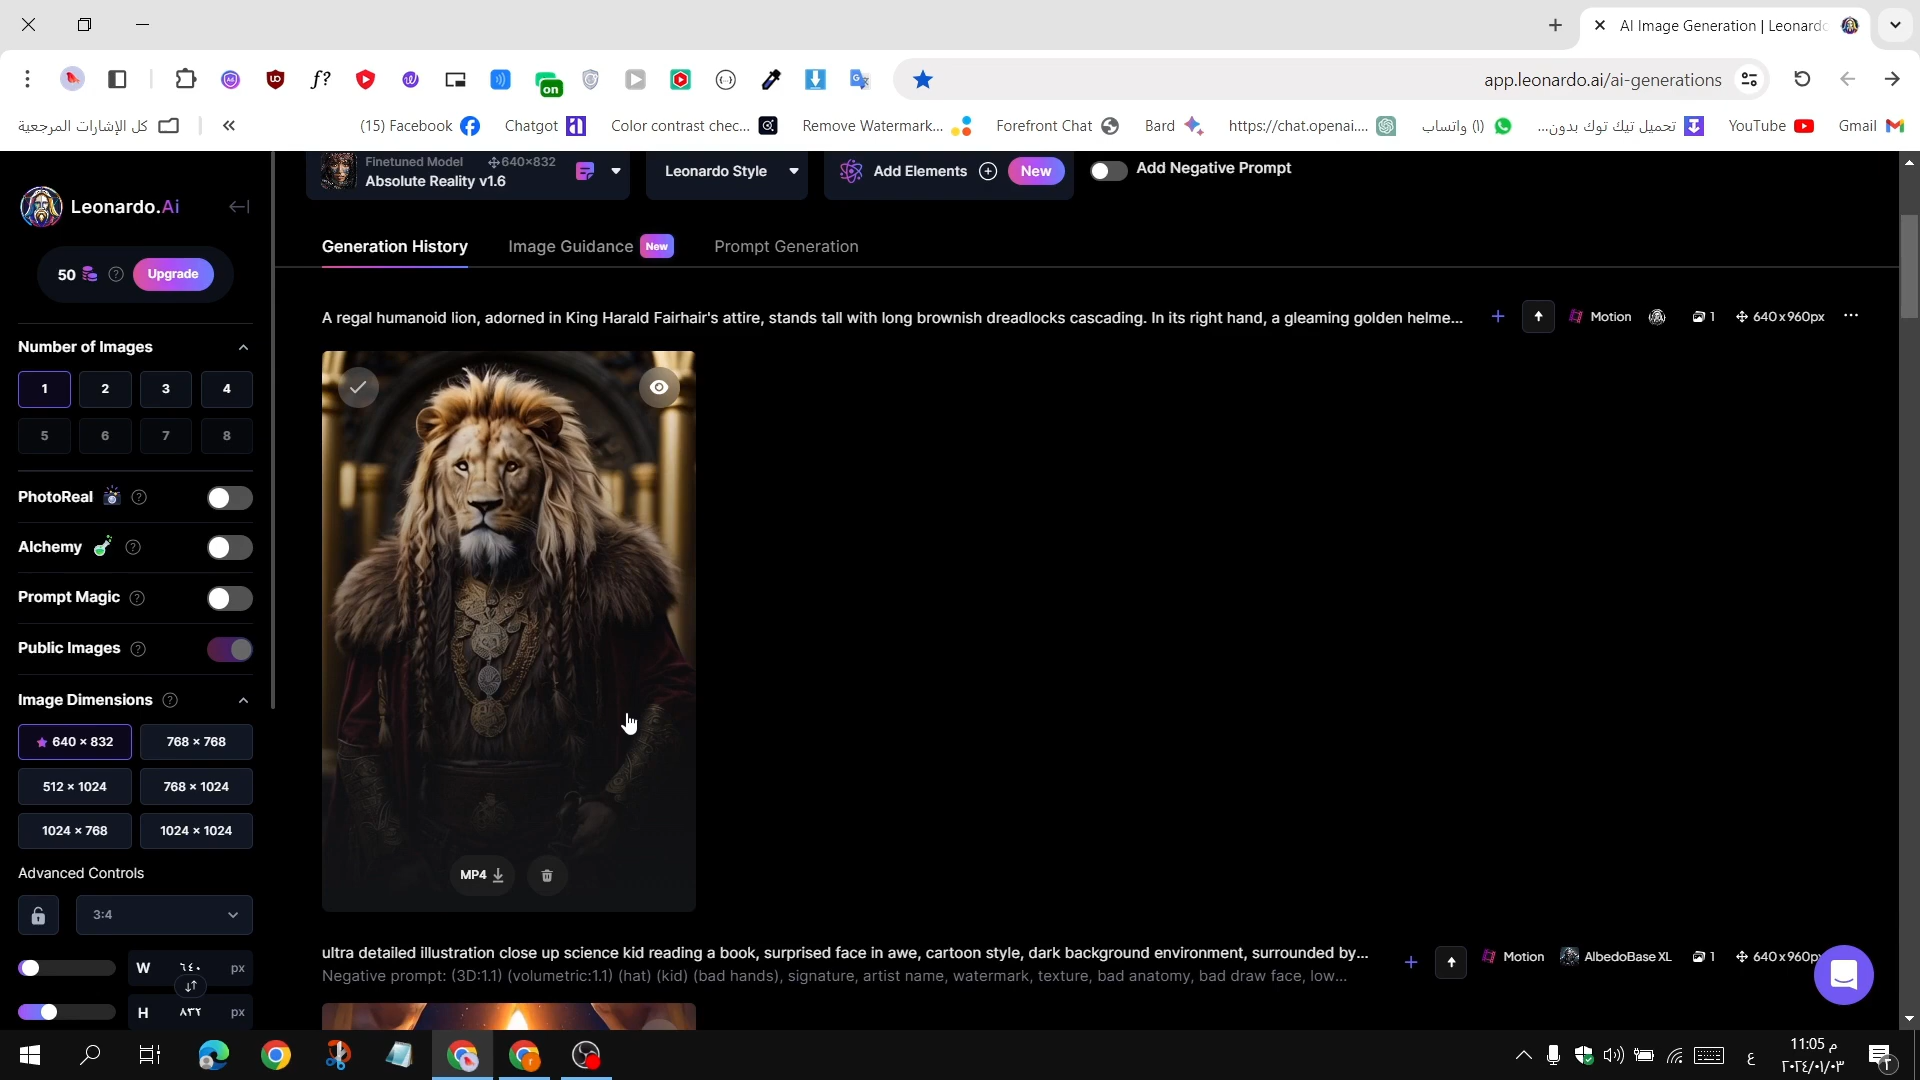 AI Image Generation | Leonardo
app.leonardo.ai/ai-generations
on
كل الإشارات المرجعية
(15) Facebook
Chatgot
Color contrast chec...
Remove Watermark...
Forefront Chat
Bard
https://chat.openai....
(١) واتساب
تحميل تيك توك بدون...
YouTube
Gmail
Leonardo.Ai
50
Upgrade
Number of Images
1 2 3 4
5 6 7 8
PhotoReal
Alchemy
Prompt Magic
Public Images
Image Dimensions
640 × 832
768 × 768
512 × 1024
768 × 1024
1024 × 768
1024 × 1024
Advanced Controls
3:4
W ٦٤٠ px
H ٨٣٢ px
Finetuned Model 640×832
Absolute Reality v1.6
Leonardo Style
Add Elements New
Add Negative Prompt
Generation History
Image Guidance New
Prompt Generation
A regal humanoid lion, adorned in King Harald Fairhair's attire, stands tall with long brownish dreadlocks cascading. In its right hand, a gleaming golden helme...
Motion 1 640 x 960px
MP4
ultra detailed illustration close up science kid reading a book, surprised face in awe, cartoon style, dark background environment, surrounded by...
Negative prompt: (3D:1.1) (volumetric:1.1) (hat) (kid) (bad hands), signature, artist name, watermark, texture, bad anatomy, bad draw face, low...
Motion AlbedoBase XL 1 640 x 960px
ع
11:05 م
٢٠٢٤/٠١/٠٣
٢